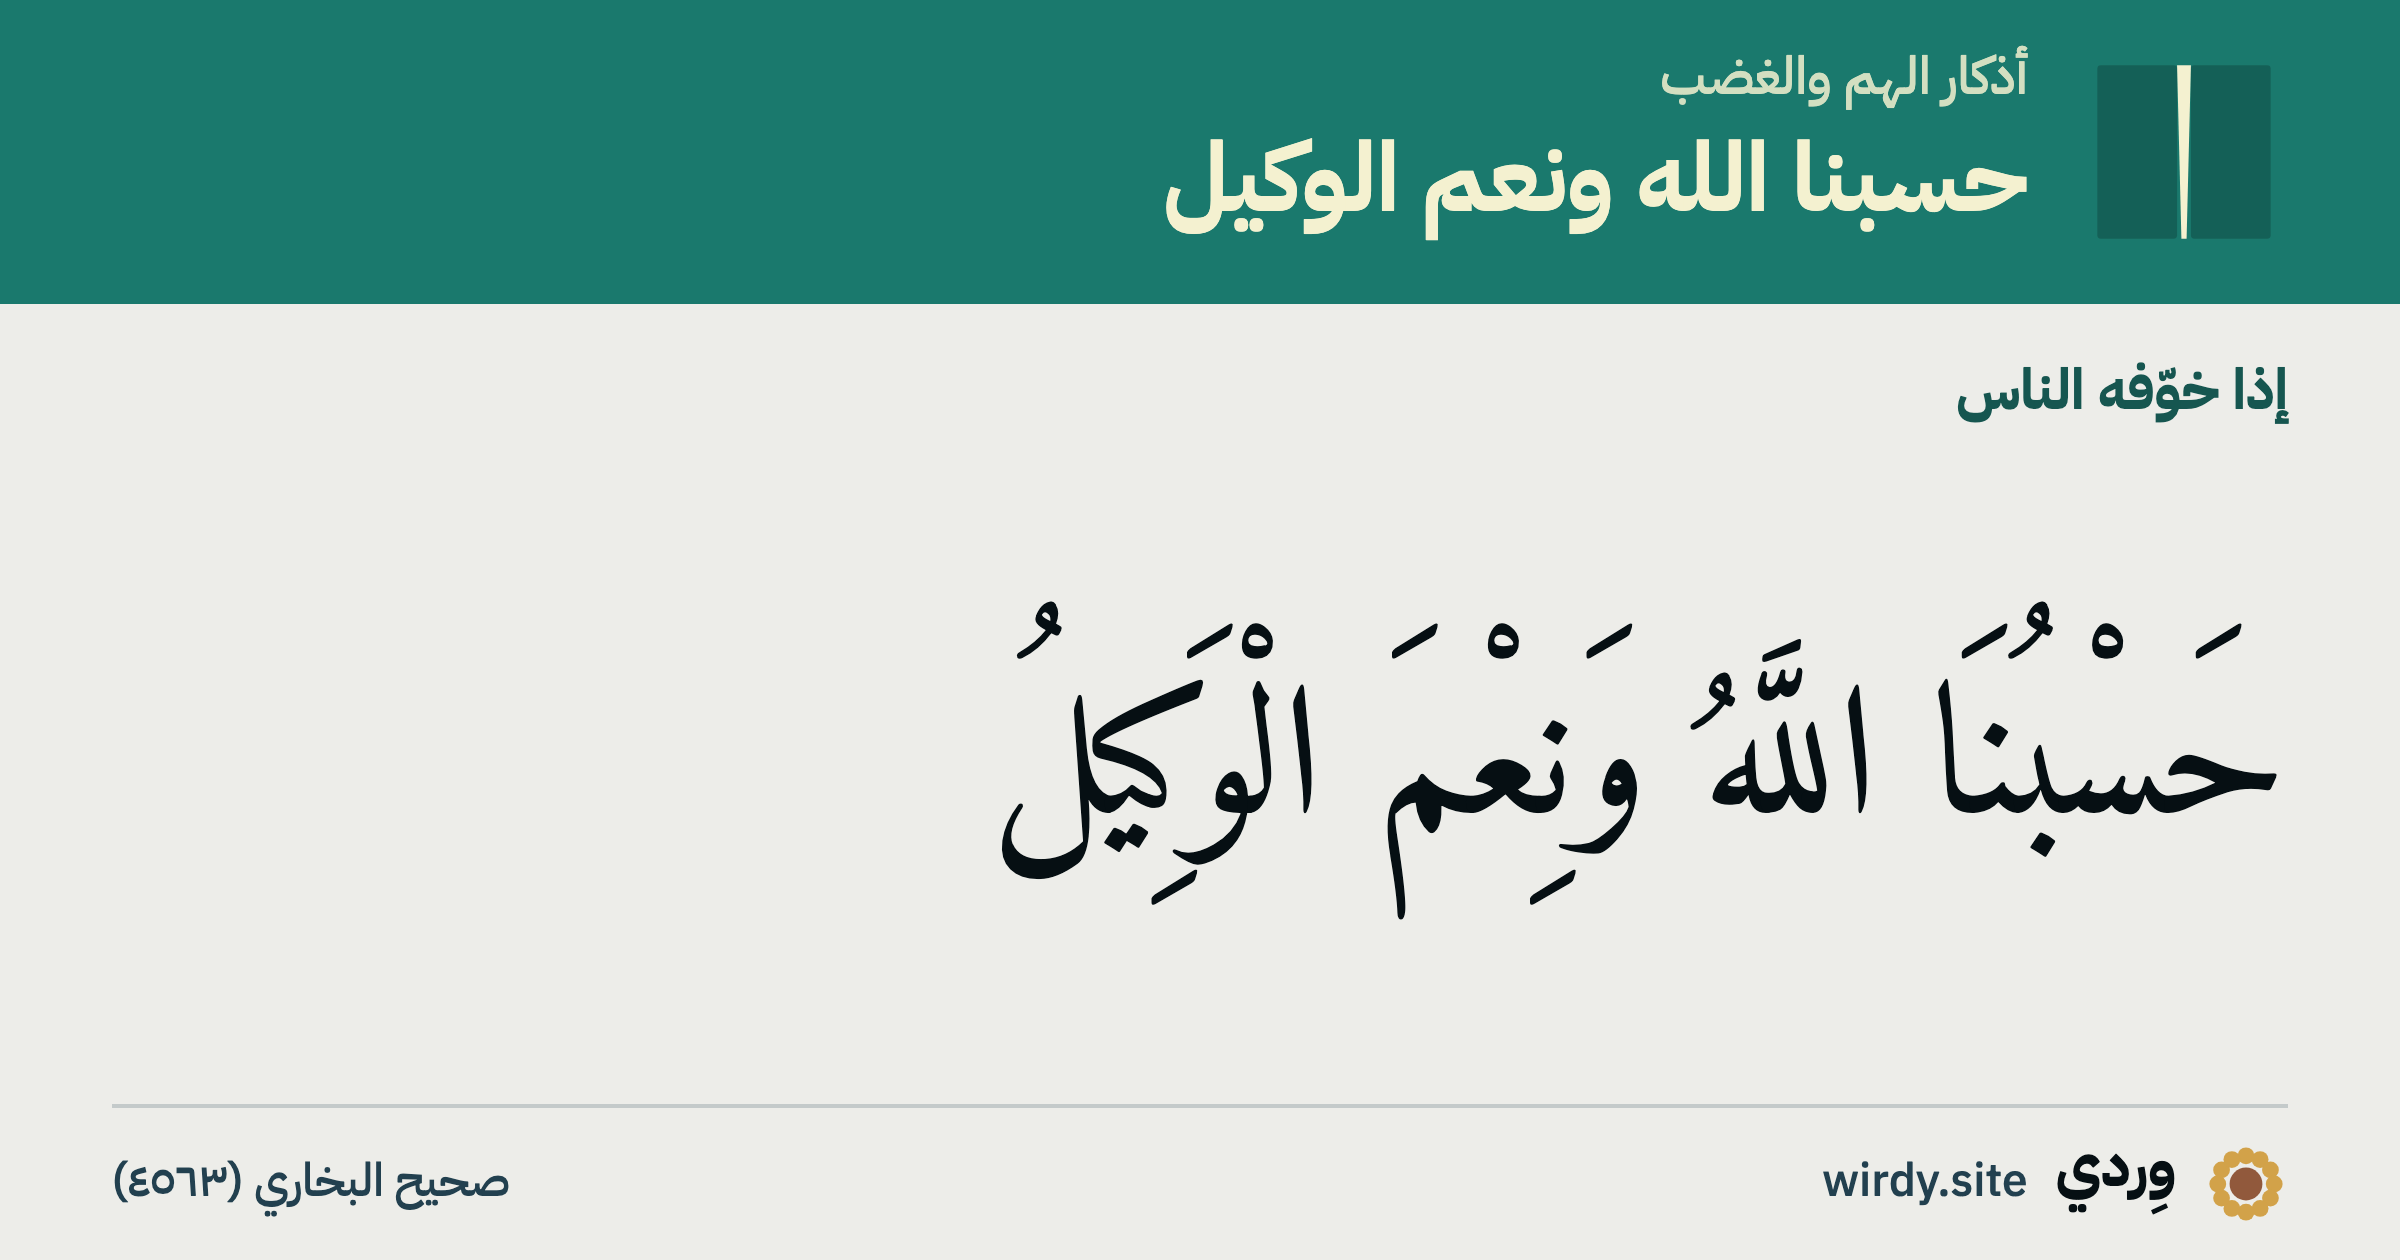 أذكار الهم والغضب
حسبنا الله ونعم الوكيل
إذا خوّفه الناس
حَسْبُنَا اللَّهُ وَنِعْمَ الْوَكِيلُ
وِردي wirdy.site
صحيح البخاري (٤٥٦٣)